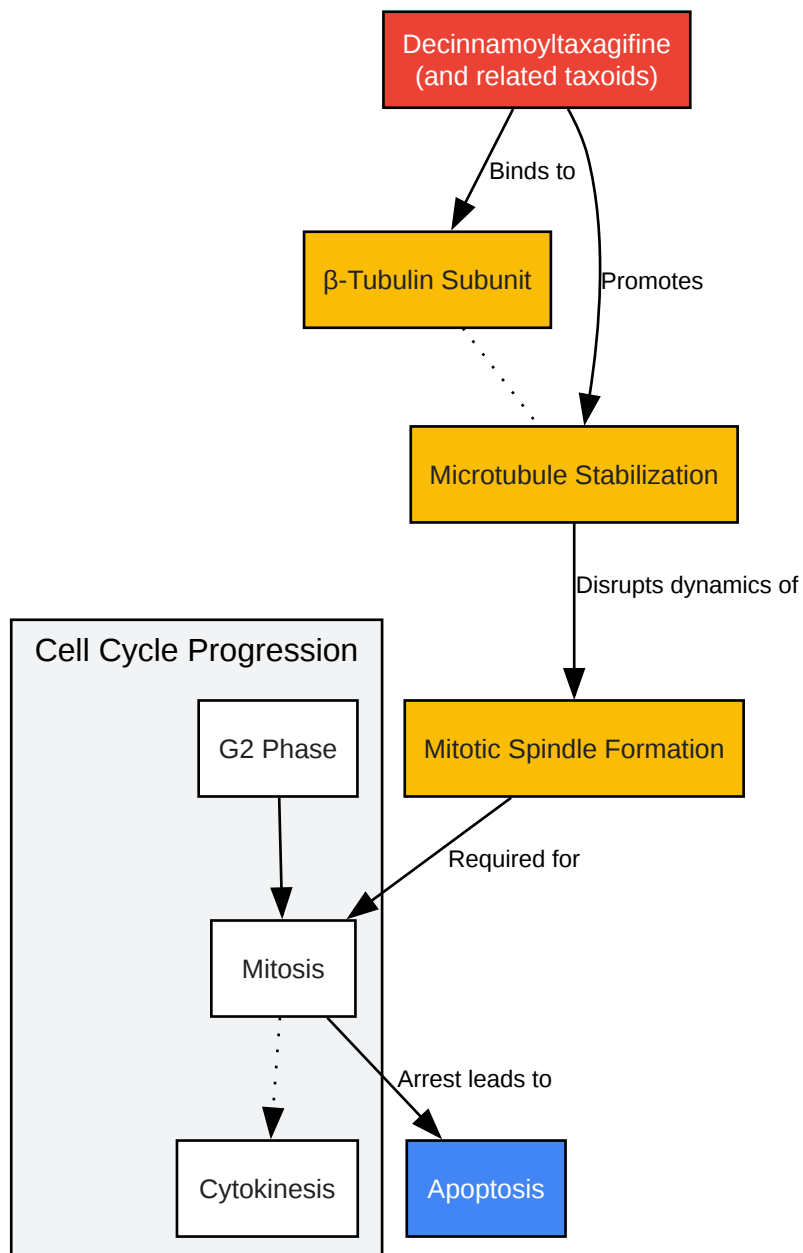 Decinnamoyltaxagifine
(and related taxoids)
Binds to
β-Tubulin Subunit
Promotes
Microtubule Stabilization
Disrupts dynamics of
Cell Cycle Progression
G2 Phase
Mitotic Spindle Formation
Required for
Mitosis
Arrest leads to
Cytokinesis
Apoptosis